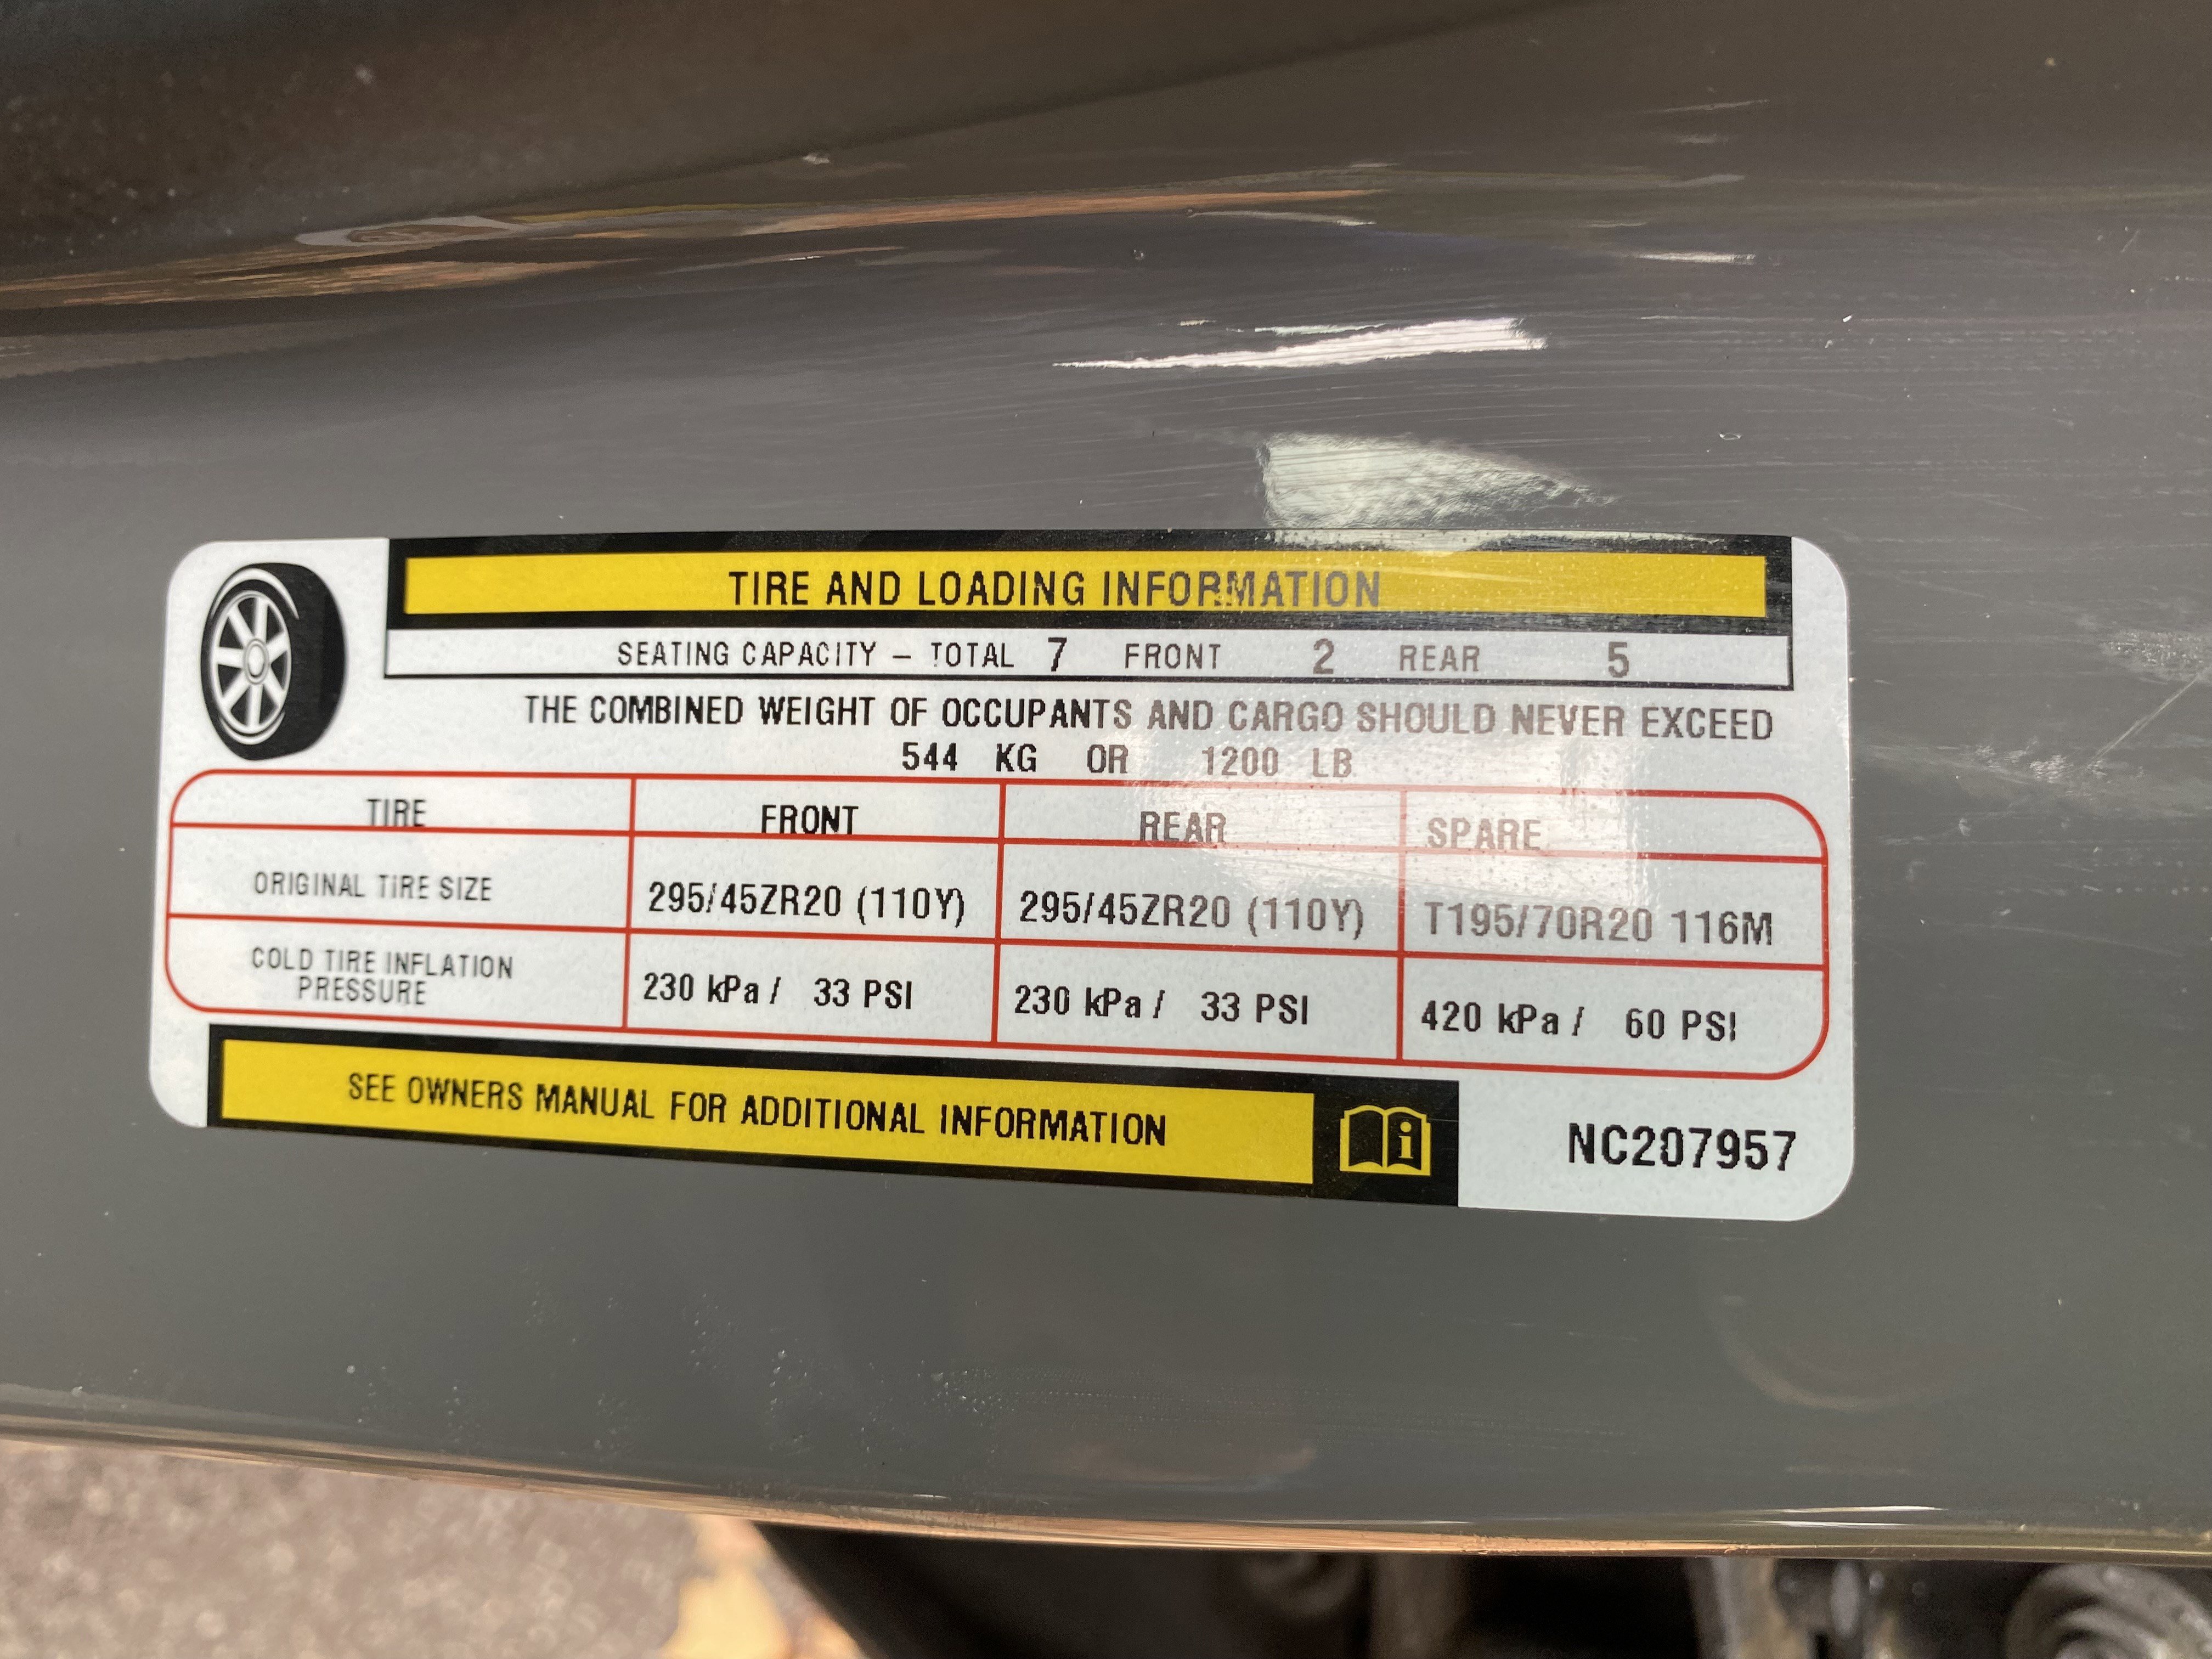 TIRE AND LOADING INFORMATION
SEATING CAPACITY – TOTAL 7 FRONT 2 REAR 5
THE COMBINED WEIGHT OF OCCUPANTS AND CARGO SHOULD NEVER EXCEED
544 KG OR 1200 LB
TIRE FRONT REAR SPARE
ORIGINAL TIRE SIZE 295/45ZR20 (110Y) 295/45ZR20 (110Y) T195/70R20 116M
COLD TIRE INFLATION
PRESSURE 230 kPa / 33 PSI 230 kPa / 33 PSI 420 kPa / 60 PSI
SEE OWNERS MANUAL FOR ADDITIONAL INFORMATION
NC207957